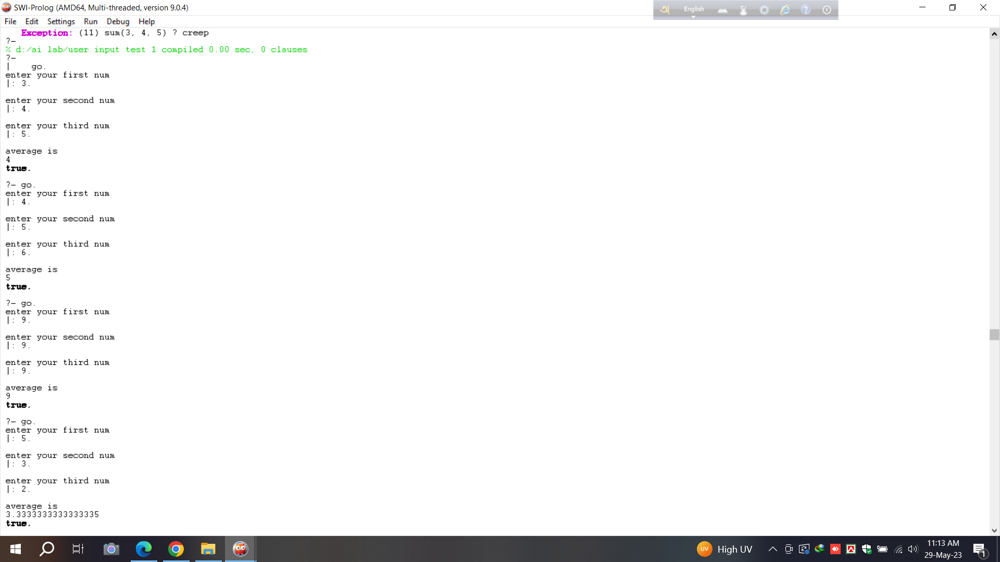 SWI-Prolog (AMD64, Multi-threaded, version 9.0.4)
English
File Edit Settings Run Debug Help
Exception: (11) sum(3, 4, 5) ? creep
?-
% d:/ai lab/user input test 1 compiled 0.00 sec, 0 clauses
?-
| go.
enter your first num
|: 3.
enter your second num
|: 4.
enter your third num
|: 5.
average is
4
true.
?- go.
enter your first num
|: 4.
enter your second num
|: 5.
enter your third num
|: 6.
average is
5
true.
?- go.
enter your first num
|: 9.
enter your second num
|: 9.
enter your third num
|: 9.
average is
9
true.
?- go.
enter your first num
|: 5.
enter your second num
|: 3.
enter your third num
|: 2.
average is
3.3333333333333335
true.
UV High UV
11:13 AM
29-May-23
1